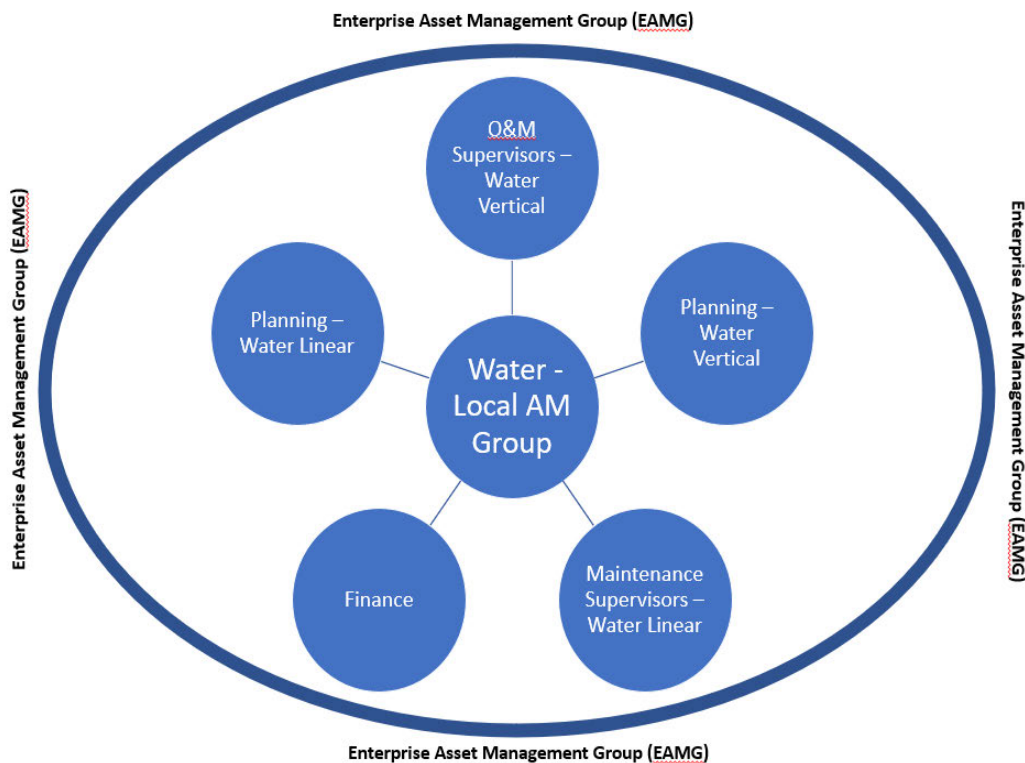 Enterprise Asset Management Group (EAMG)
O&M
Supervisors –
Water
Vertical
Enterprise Asset Management Group (EAMG)
Planning –
Water Linear
Planning –
Water
Vertical
Enterprise Asset Management Group (EAMG)
Water -
Local AM
Group
Finance
Maintenance
Supervisors –
Water Linear
Enterprise Asset Management Group (EAMG)